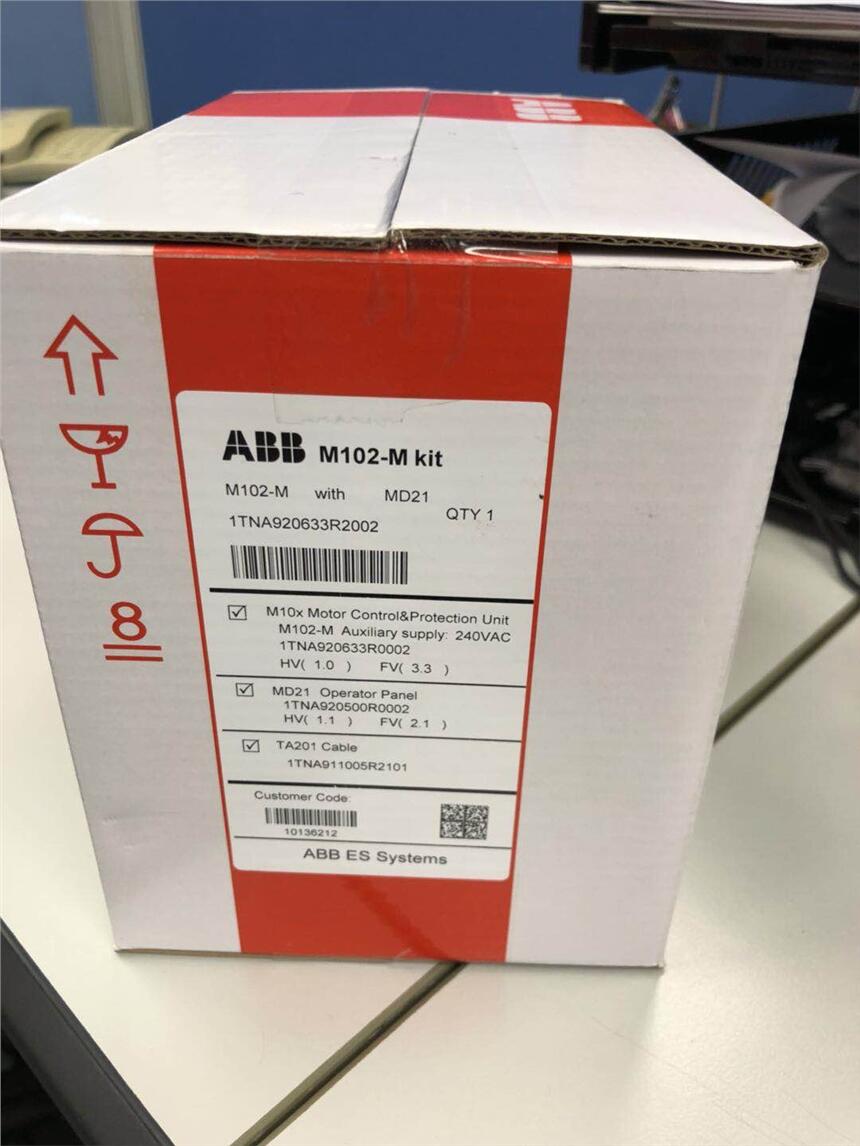 ABB
8
ABB M102-M kit
M102-M with MD21
QTY 1
1TNA920633R2002
M10x Motor Control&Protection Unit
M102-M Auxiliary supply: 240VAC
1TNA920633R0002
HV( 1.0 ) FV( 3.3 )
MD21 Operator Panel
1TNA920500R0002
HV( 1.1 ) FV( 2.1 )
TA201 Cable
1TNA911005R2101
Customer Code:
10136212
ABB ES Systems